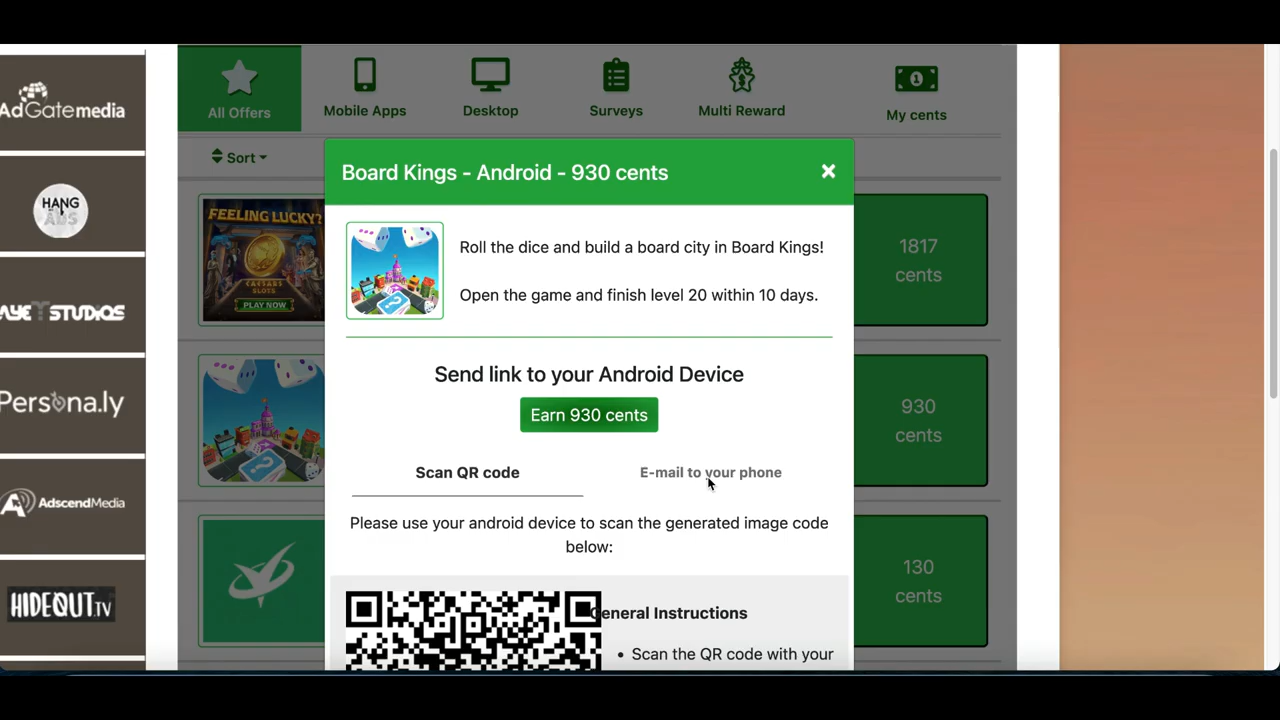 AdGatemedia
HANG
ADS
AYET STUDIOS
Persona.ly
AdscendMedia
HIDEOUT.TV
All Offers
Mobile Apps
Desktop
Surveys
Multi Reward
My cents
Sort
FEELING LUCKY?
CAESARS
SLOTS
PLAY NOW
1817
cents
930
cents
130
cents
Board Kings - Android - 930 cents
×
Roll the dice and build a board city in Board Kings!
Open the game and finish level 20 within 10 days.
Send link to your Android Device
Earn 930 cents
Scan QR code
E-mail to your phone
Please use your android device to scan the generated image code
below:
General Instructions
• Scan the QR code with your